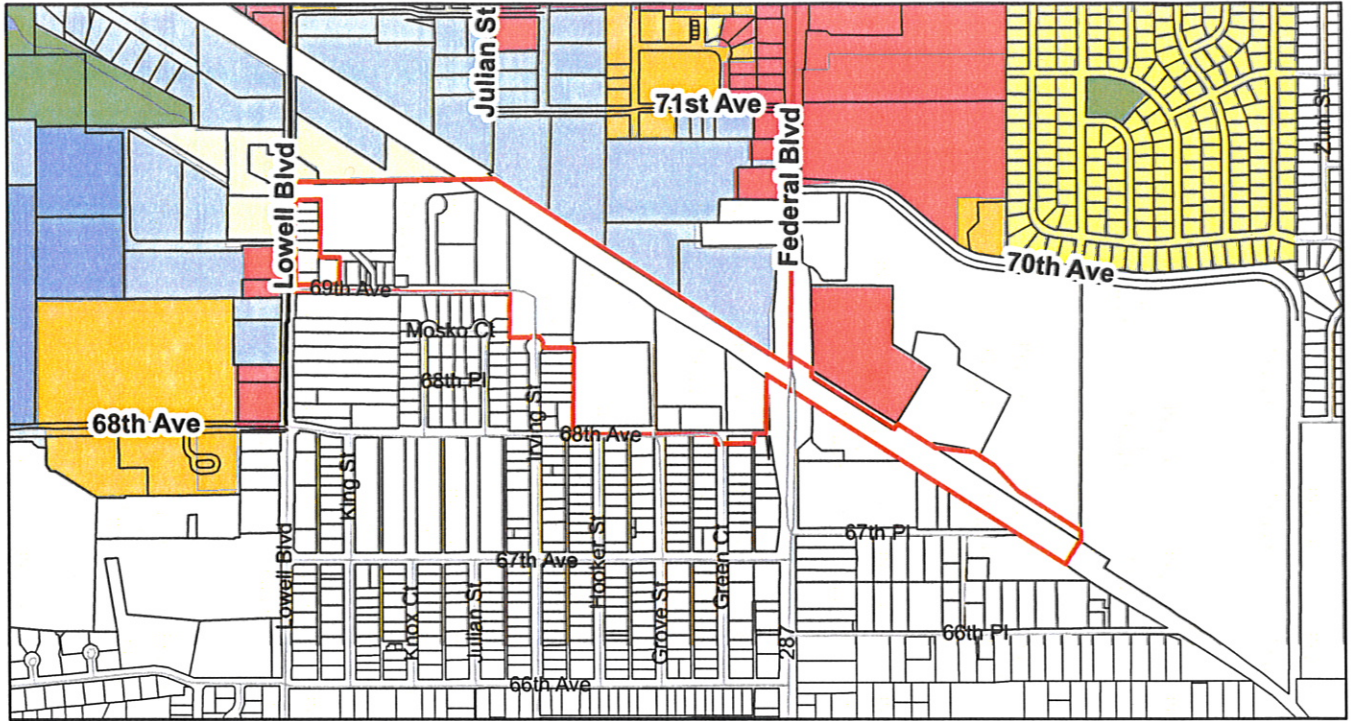 Julian St
71st Ave
Zuni St
Lowell Blvd
Federal Blvd
70th Ave
69th Ave
Mosko Ct
68th Pl
68th Ave
Irving St
68th Ave
King St
67th Pl
Lowell Blvd
67th Ave
Hooker St
Green Ct
Knox Ct
Julian St
Grove St
287
66th Pl
66th Ave